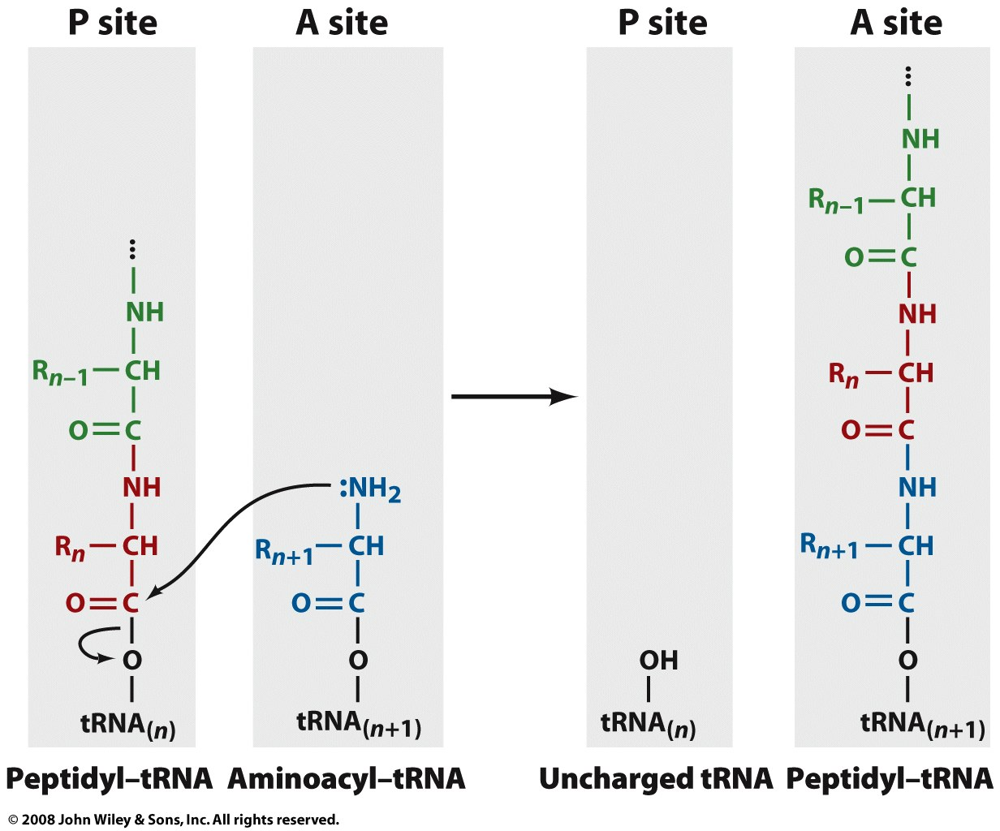 P site A site P site A site
NH
Rn–1 CH
O=C
NH
Rn CH
O=C
O
tRNA(n)
:NH2
Rn+1 CH
O=C
O
tRNA(n+1)
OH
tRNA(n)
NH
Rn–1 CH
O=C
NH
Rn CH
O=C
NH
Rn+1 CH
O=C
O
tRNA(n+1)
Peptidyl–tRNA Aminoacyl–tRNA Uncharged tRNA Peptidyl–tRNA
© 2008 John Wiley & Sons, Inc. All rights reserved.